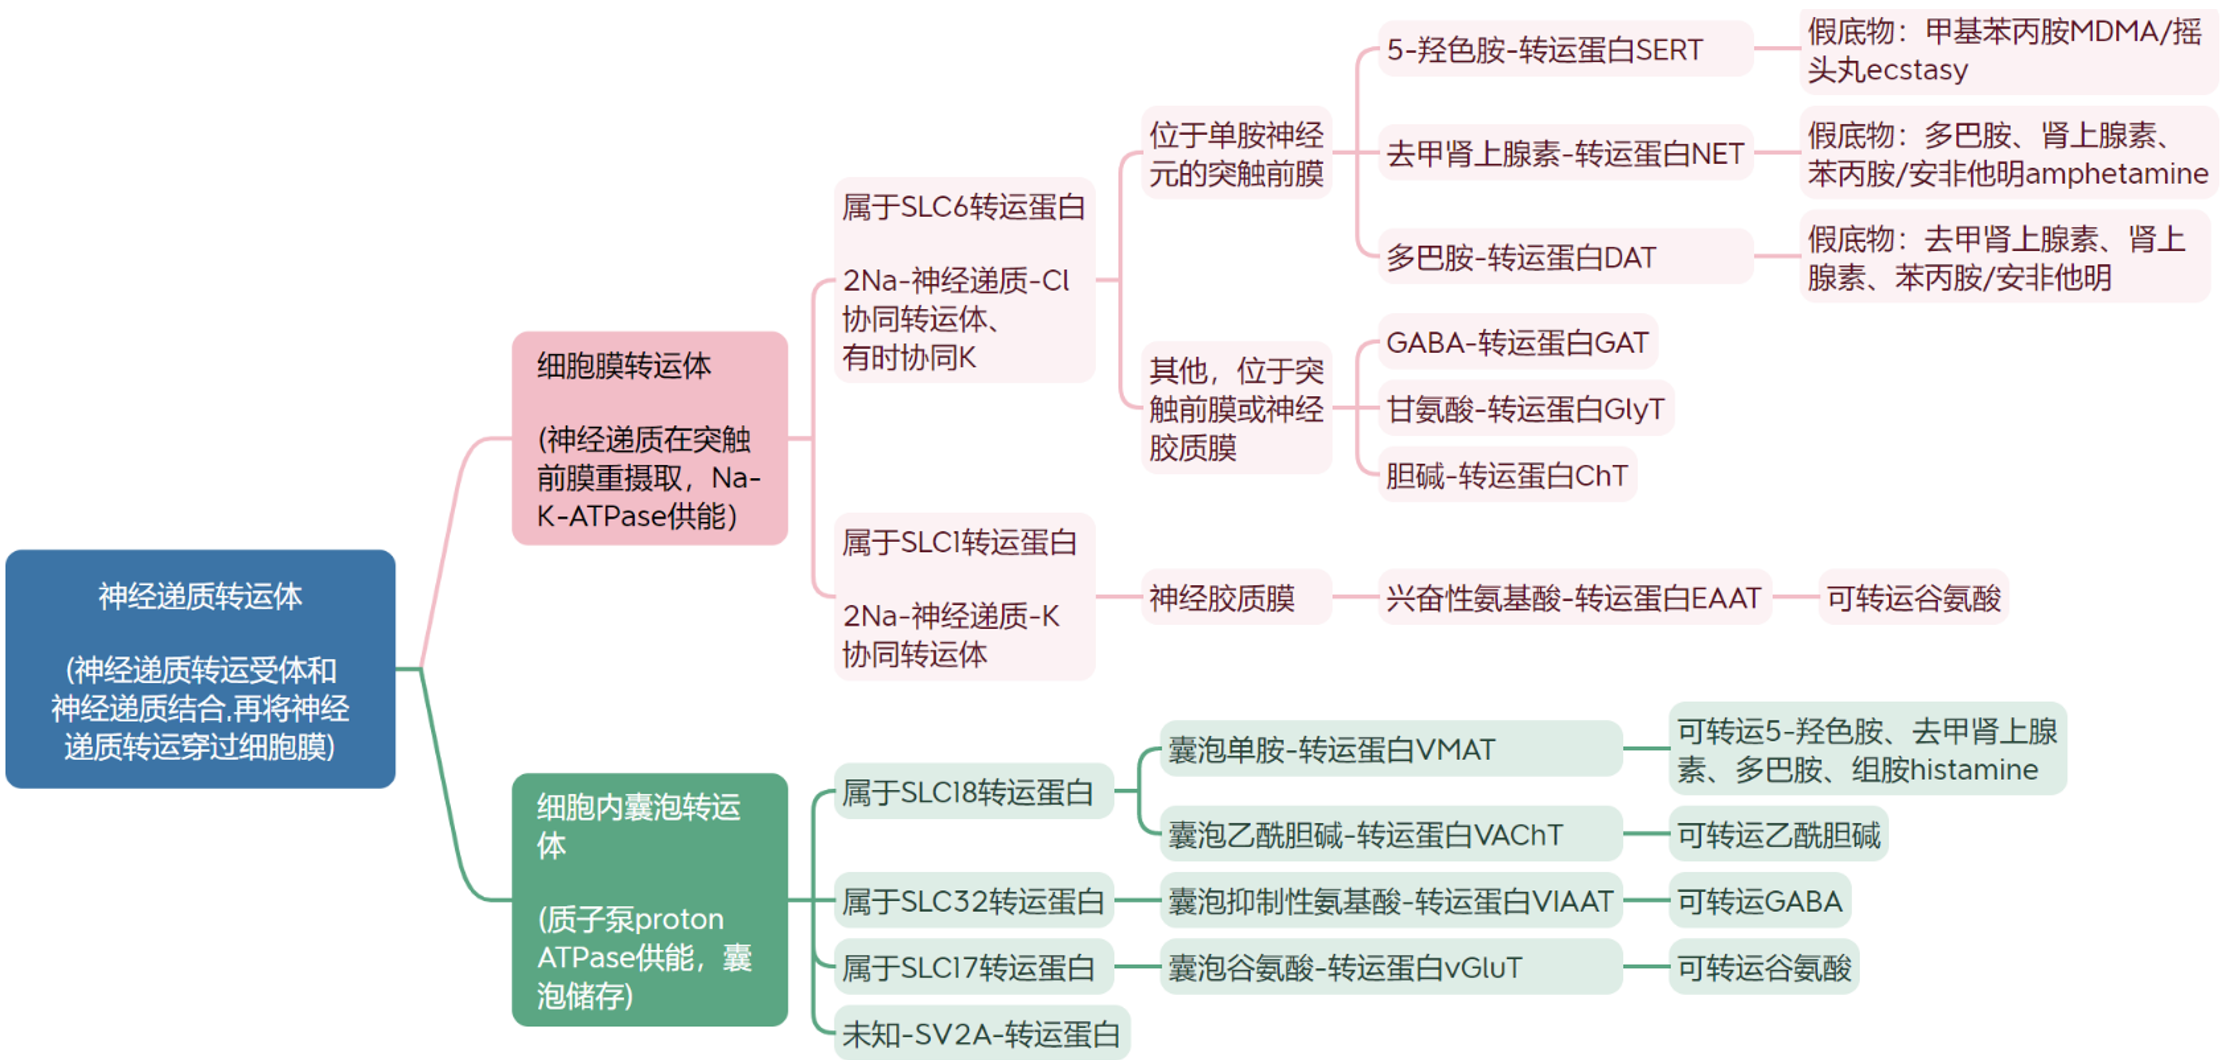 神经递质转运体
(神经递质转运受体和
神经递质结合.再将神经
递质转运穿过细胞膜)
细胞膜转运体
(神经递质在突触
前膜重摄取，Na-
K-ATPase供能）
属于SLC6转运蛋白
2Na-神经递质-Cl
协同转运体、
有时协同K
位于单胺神经
元的突触前膜
5-羟色胺-转运蛋白SERT
假底物：甲基苯丙胺MDMA/摇
头丸ecstasy
去甲肾上腺素-转运蛋白NET
假底物：多巴胺、肾上腺素、
苯丙胺/安非他明amphetamine
多巴胺-转运蛋白DAT
假底物：去甲肾上腺素、肾上
腺素、苯丙胺/安非他明
其他，位于突
触前膜或神经
胶质膜
GABA-转运蛋白GAT
甘氨酸-转运蛋白GlyT
胆碱-转运蛋白ChT
属于SLC1转运蛋白
2Na-神经递质-K
协同转运体
神经胶质膜
兴奋性氨基酸-转运蛋白EAAT
可转运谷氨酸
细胞内囊泡转运
体
(质子泵proton
ATPase供能，囊
泡储存)
属于SLC18转运蛋白
囊泡单胺-转运蛋白VMAT
可转运5-羟色胺、去甲肾上腺
素、多巴胺、组胺histamine
囊泡乙酰胆碱-转运蛋白VAChT
可转运乙酰胆碱
属于SLC32转运蛋白
囊泡抑制性氨基酸-转运蛋白VIAAT
可转运GABA
属于SLC17转运蛋白
囊泡谷氨酸-转运蛋白vGluT
可转运谷氨酸
未知-SV2A-转运蛋白